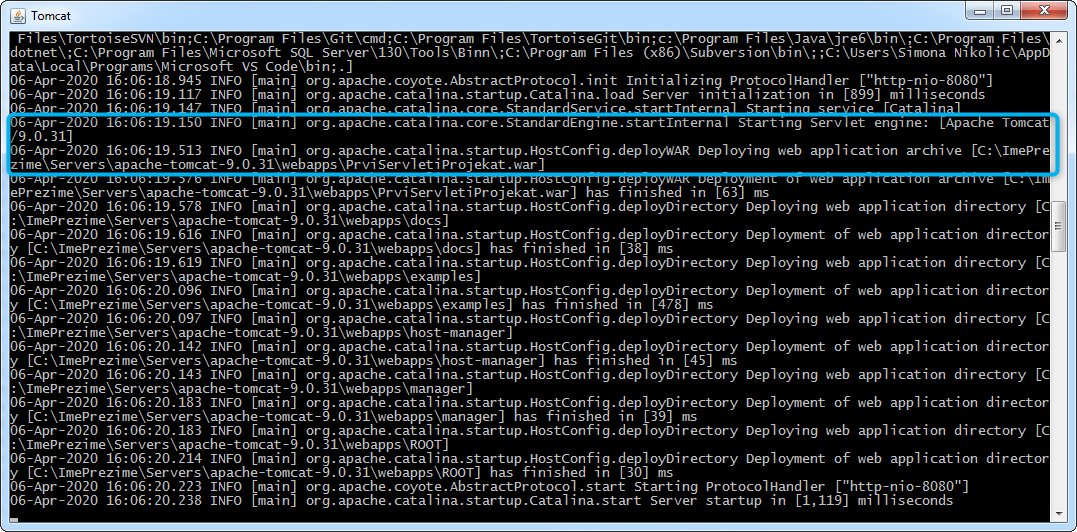 Tomcat
Files\TortoiseSVN\bin;C:\Program Files\Git\cmd;C:\Program Files\TortoiseGit\bin;c:\Program Files\Java\jre6\bin\;C:\Program Files\
dotnet\;C:\Program Files\Microsoft SQL Server\130\Tools\Binn\;C:\Program Files (x86)\Subversion\bin\;;C:\Users\Simona Nikolic\AppD
ata\Local\Programs\Microsoft VS Code\bin;.]
06-Apr-2020 16:06:18.945 INFO [main] org.apache.coyote.AbstractProtocol.init Initializing ProtocolHandler ["http-nio-8080"]
06-Apr-2020 16:06:19.117 INFO [main] org.apache.catalina.startup.Catalina.load Server initialization in [899] milliseconds
06-Apr-2020 16:06:19.147 INFO [main] org.apache.catalina.core.StandardService.startInternal Starting service [Catalina]
06-Apr-2020 16:06:19.150 INFO [main] org.apache.catalina.core.StandardEngine.startInternal Starting Servlet engine: [Apache Tomcat
/9.0.31]
06-Apr-2020 16:06:19.513 INFO [main] org.apache.catalina.startup.HostConfig.deployWAR Deploying web application archive [C:\ImePre
zime\Servers\apache-tomcat-9.0.31\webapps\PrviServletiProjekat.war]
06-Apr-2020 16:06:19.576 INFO [main] org.apache.catalina.startup.HostConfig.deployWAR Deployment of web application archive [C:\Im
ePrezime\Servers\apache-tomcat-9.0.31\webapps\PrviServletiProjekat.war] has finished in [63] ms
06-Apr-2020 16:06:19.578 INFO [main] org.apache.catalina.startup.HostConfig.deployDirectory Deploying web application directory [C
:\ImePrezime\Servers\apache-tomcat-9.0.31\webapps\docs]
06-Apr-2020 16:06:19.616 INFO [main] org.apache.catalina.startup.HostConfig.deployDirectory Deployment of web application director
y [C:\ImePrezime\Servers\apache-tomcat-9.0.31\webapps\docs] has finished in [38] ms
06-Apr-2020 16:06:19.619 INFO [main] org.apache.catalina.startup.HostConfig.deployDirectory Deploying web application directory [C
:\ImePrezime\Servers\apache-tomcat-9.0.31\webapps\examples]
06-Apr-2020 16:06:20.096 INFO [main] org.apache.catalina.startup.HostConfig.deployDirectory Deployment of web application director
y [C:\ImePrezime\Servers\apache-tomcat-9.0.31\webapps\examples] has finished in [478] ms
06-Apr-2020 16:06:20.097 INFO [main] org.apache.catalina.startup.HostConfig.deployDirectory Deploying web application directory [C
:\ImePrezime\Servers\apache-tomcat-9.0.31\webapps\host-manager]
06-Apr-2020 16:06:20.142 INFO [main] org.apache.catalina.startup.HostConfig.deployDirectory Deployment of web application director
y [C:\ImePrezime\Servers\apache-tomcat-9.0.31\webapps\host-manager] has finished in [45] ms
06-Apr-2020 16:06:20.143 INFO [main] org.apache.catalina.startup.HostConfig.deployDirectory Deploying web application directory [C
:\ImePrezime\Servers\apache-tomcat-9.0.31\webapps\manager]
06-Apr-2020 16:06:20.183 INFO [main] org.apache.catalina.startup.HostConfig.deployDirectory Deployment of web application director
y [C:\ImePrezime\Servers\apache-tomcat-9.0.31\webapps\manager] has finished in [39] ms
06-Apr-2020 16:06:20.183 INFO [main] org.apache.catalina.startup.HostConfig.deployDirectory Deploying web application directory [C
:\ImePrezime\Servers\apache-tomcat-9.0.31\webapps\ROOT]
06-Apr-2020 16:06:20.214 INFO [main] org.apache.catalina.startup.HostConfig.deployDirectory Deployment of web application director
y [C:\ImePrezime\Servers\apache-tomcat-9.0.31\webapps\ROOT] has finished in [30] ms
06-Apr-2020 16:06:20.223 INFO [main] org.apache.coyote.AbstractProtocol.start Starting ProtocolHandler ["http-nio-8080"]
06-Apr-2020 16:06:20.238 INFO [main] org.apache.catalina.startup.Catalina.start Server startup in [1,119] milliseconds